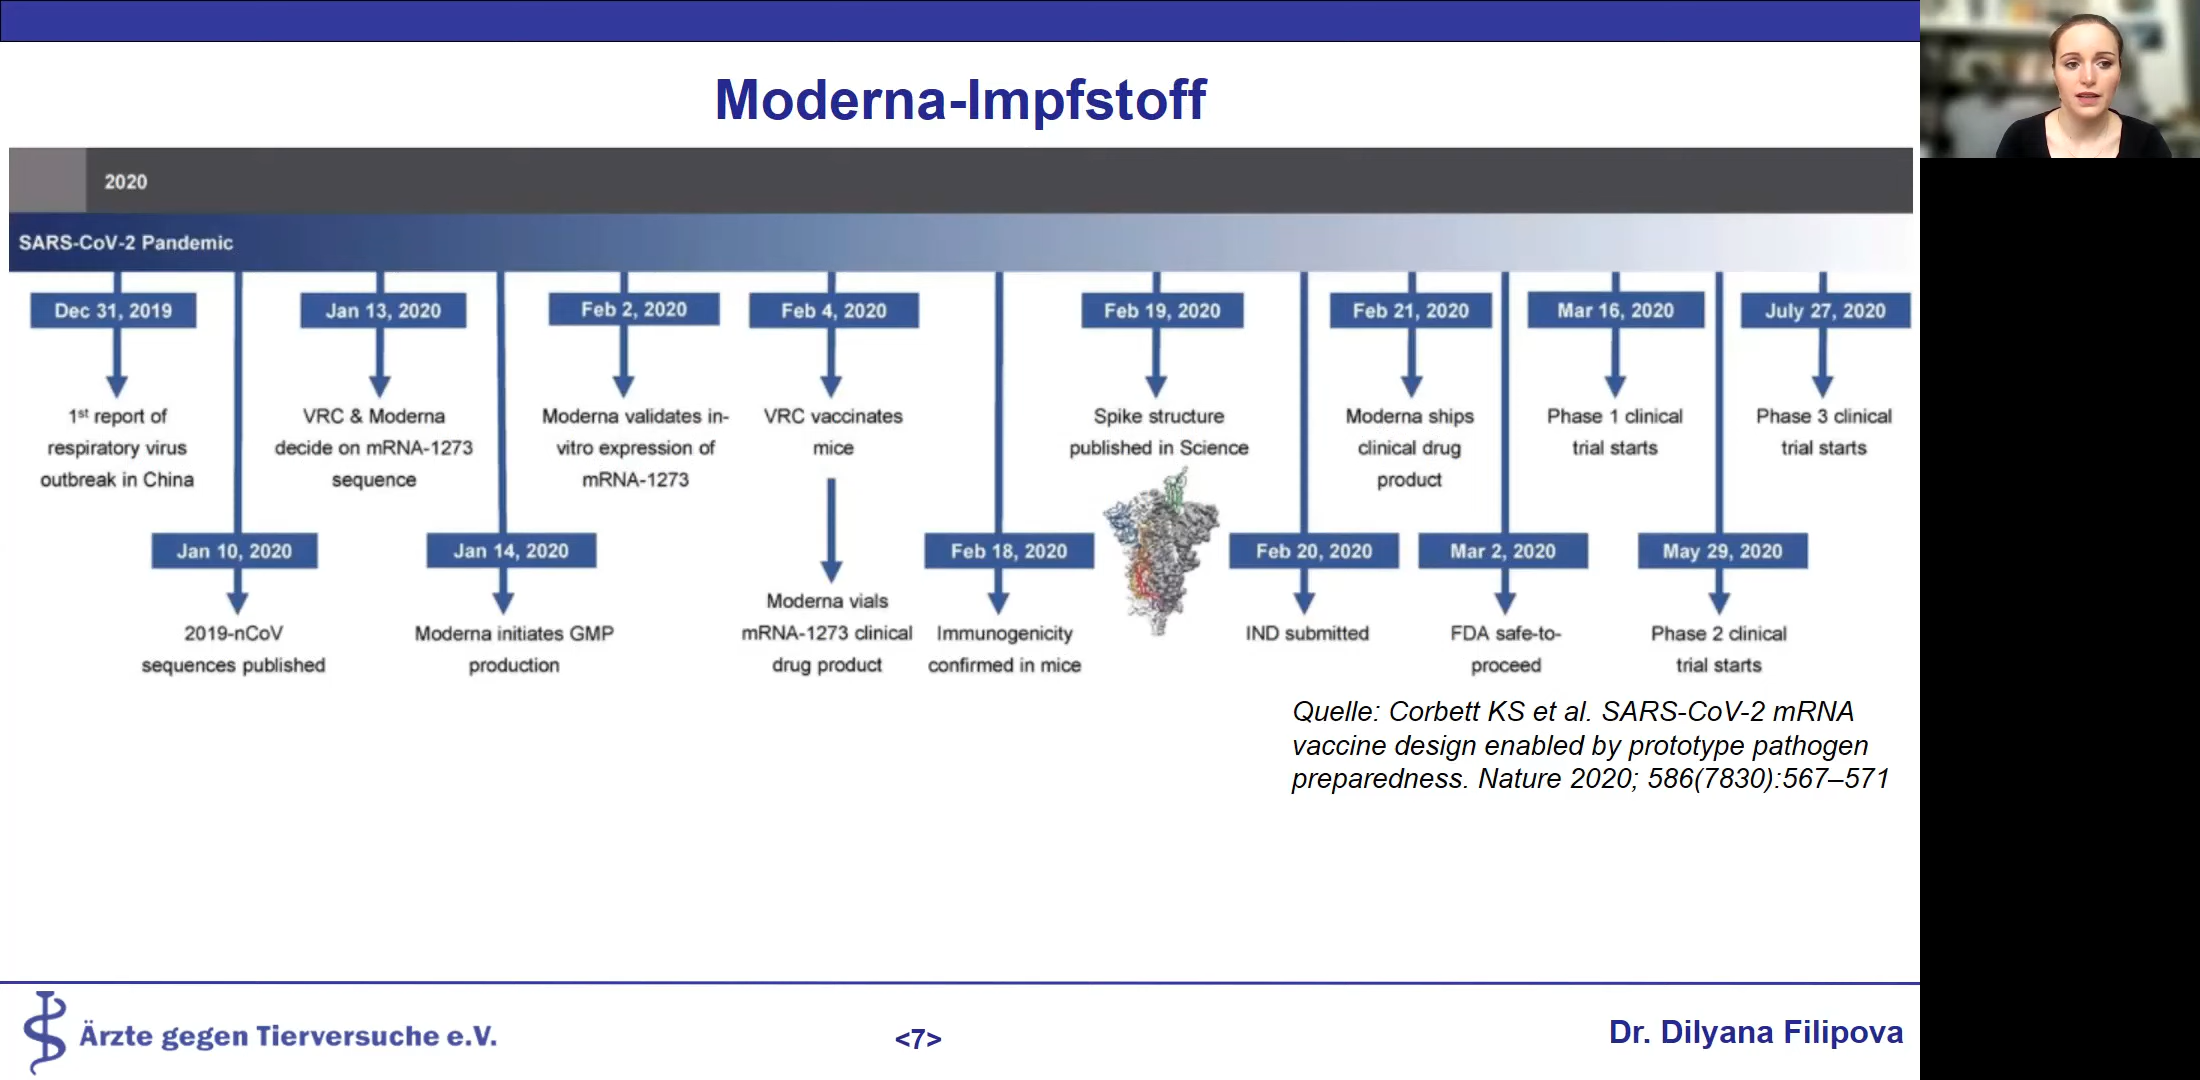 Moderna-Impfstoff
2020
SARS-CoV-2 Pandemic
Dec 31, 2019
1st report of
respiratory virus
outbreak in China
Jan 10, 2020
2019-nCoV
sequences published
Jan 13, 2020
VRC & Moderna
decide on mRNA-1273
sequence
Jan 14, 2020
Moderna initiates GMP
production
Feb 2, 2020
Moderna validates in-
vitro expression of
mRNA-1273
Feb 4, 2020
VRC vaccinates
mice
Moderna vials
mRNA-1273 clinical
drug product
Feb 18, 2020
Immunogenicity
confirmed in mice
Feb 19, 2020
Spike structure
published in Science
Feb 20, 2020
IND submitted
Feb 21, 2020
Moderna ships
clinical drug
product
Mar 2, 2020
FDA safe-to-
proceed
Mar 16, 2020
Phase 1 clinical
trial starts
May 29, 2020
Phase 2 clinical
trial starts
July 27, 2020
Phase 3 clinical
trial starts
Quelle: Corbett KS et al. SARS-CoV-2 mRNA
vaccine design enabled by prototype pathogen
preparedness. Nature 2020; 586(7830):567–571
Ärzte gegen Tierversuche e.V.
<7>
Dr. Dilyana Filipova